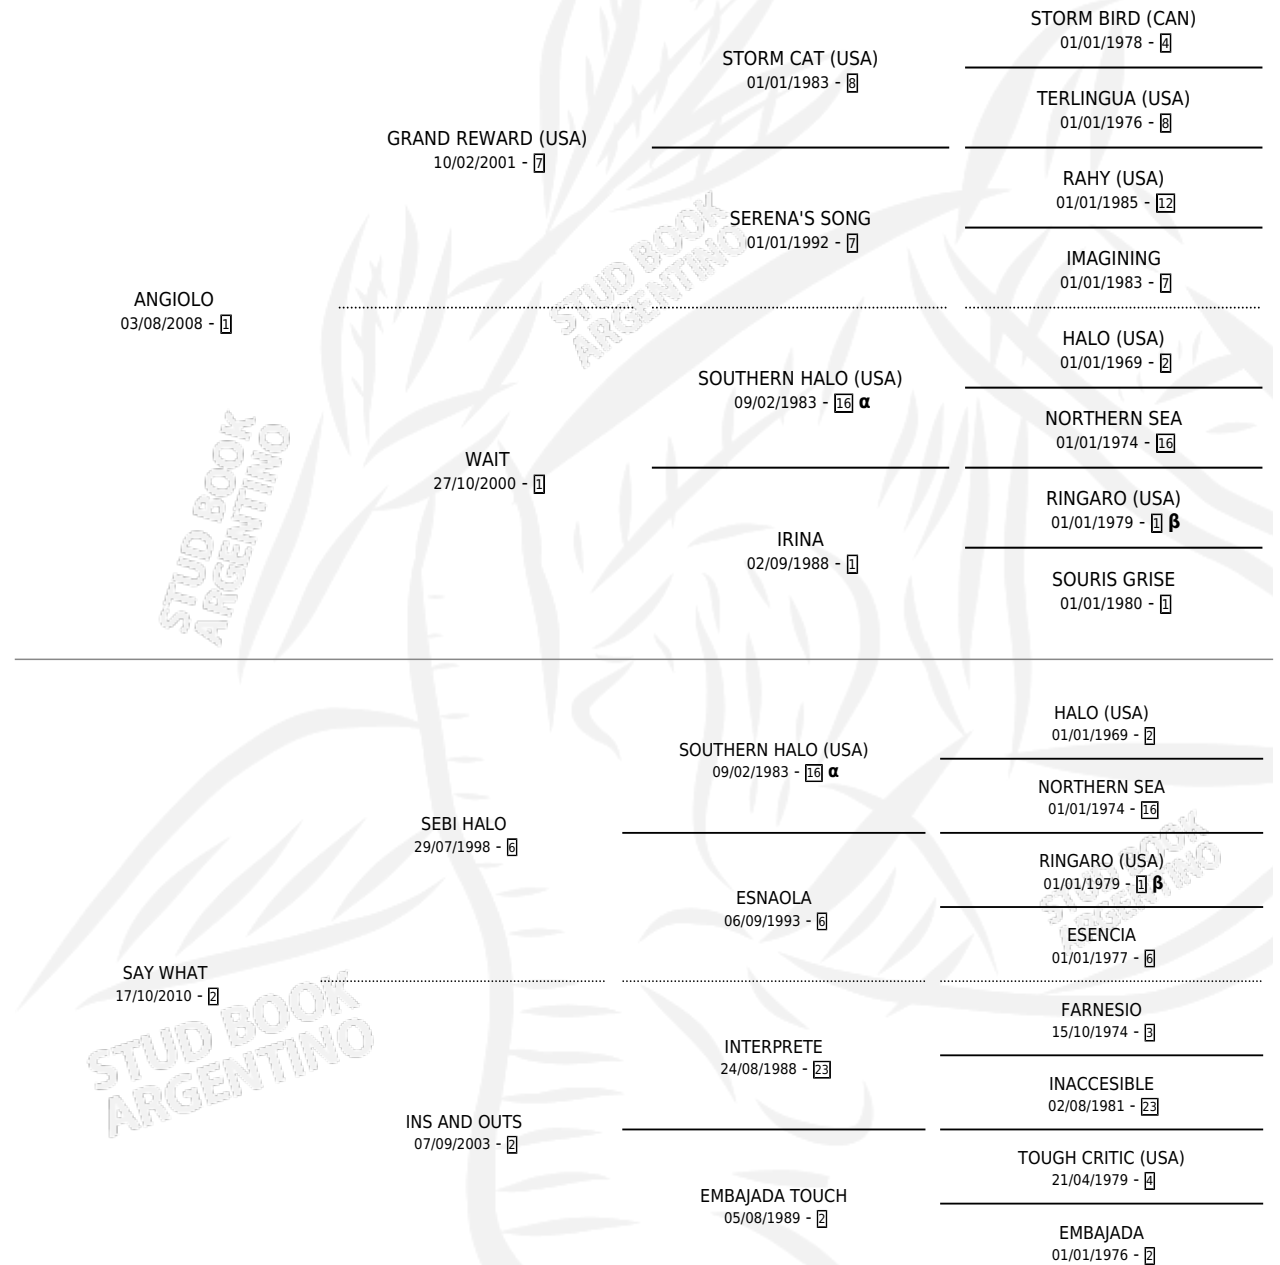 STORM BIRD (CAN)
01/01/1978 - 4
STORM CAT (USA)
01/01/1983 - 8
TERLINGUA (USA)
01/01/1976 - 8
GRAND REWARD (USA)
10/02/2001 - 7
RAHY (USA)
01/01/1985 - 12
SERENA'S SONG
01/01/1992 - 7
IMAGINING
01/01/1983 - 7
STUD BOOK
ARGENTINO
ANGIOLO
03/08/2008 - 1
HALO (USA)
01/01/1969 - 2
SOUTHERN HALO (USA)
09/02/1983 - 16 α
NORTHERN SEA
01/01/1974 - 16
WAIT
27/10/2000 - 1
RINGARO (USA)
01/01/1979 - 1 β
IRINA
02/09/1988 - 1
SOURIS GRISE
01/01/1980 - 1
STUD BOOK
ARGENTINO
HALO (USA)
01/01/1969 - 2
SOUTHERN HALO (USA)
09/02/1983 - 16 α
NORTHERN SEA
01/01/1974 - 16
SEBI HALO
29/07/1998 - 6
RINGARO (USA)
01/01/1979 - 1 β
ESNAOLA
06/09/1993 - 6
ESENCIA
01/01/1977 - 6
STUD BOOK
ARGENTINO
SAY WHAT
17/10/2010 - 2
FARNESIO
15/10/1974 - 3
INTERPRETE
24/08/1988 - 23
INACCESIBLE
02/08/1981 - 23
STUD BOOK
ARGENTINO
INS AND OUTS
07/09/2003 - 2
TOUGH CRITIC (USA)
21/04/1979 - 4
EMBAJADA TOUCH
05/08/1989 - 2
EMBAJADA
01/01/1976 - 2